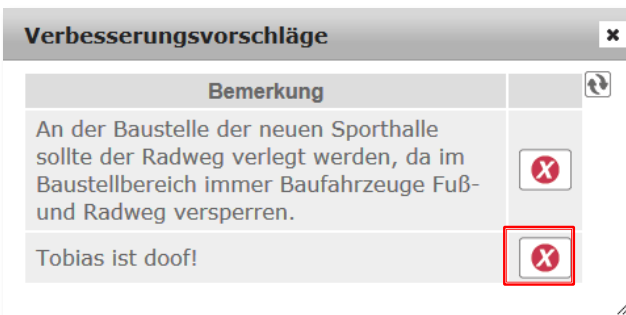 Verbesserungsvorschläge
Bemerkung
An der Baustelle der neuen Sporthalle
sollte der Radweg verlegt werden, da im
Baustellbereich immer Baufahrzeuge Fuß-
und Radweg versperren.
Tobias ist doof!